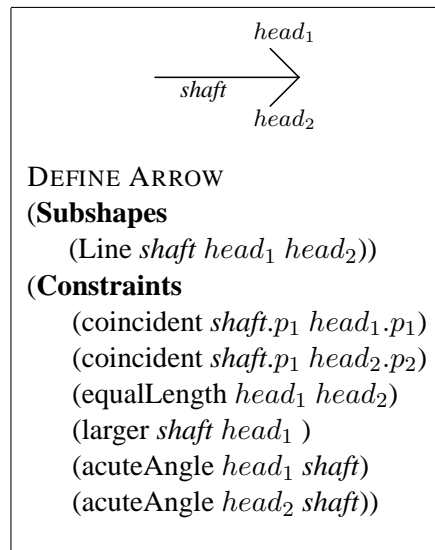 head₁
shaft
head₂
DEFINE ARROW
(Subshapes
(Line shaft head₁ head₂))
(Constraints
(coincident shaft.p₁ head₁.p₁)
(coincident shaft.p₁ head₂.p₂)
(equalLength head₁ head₂)
(larger shaft head₁ )
(acuteAngle head₁ shaft)
(acuteAngle head₂ shaft))